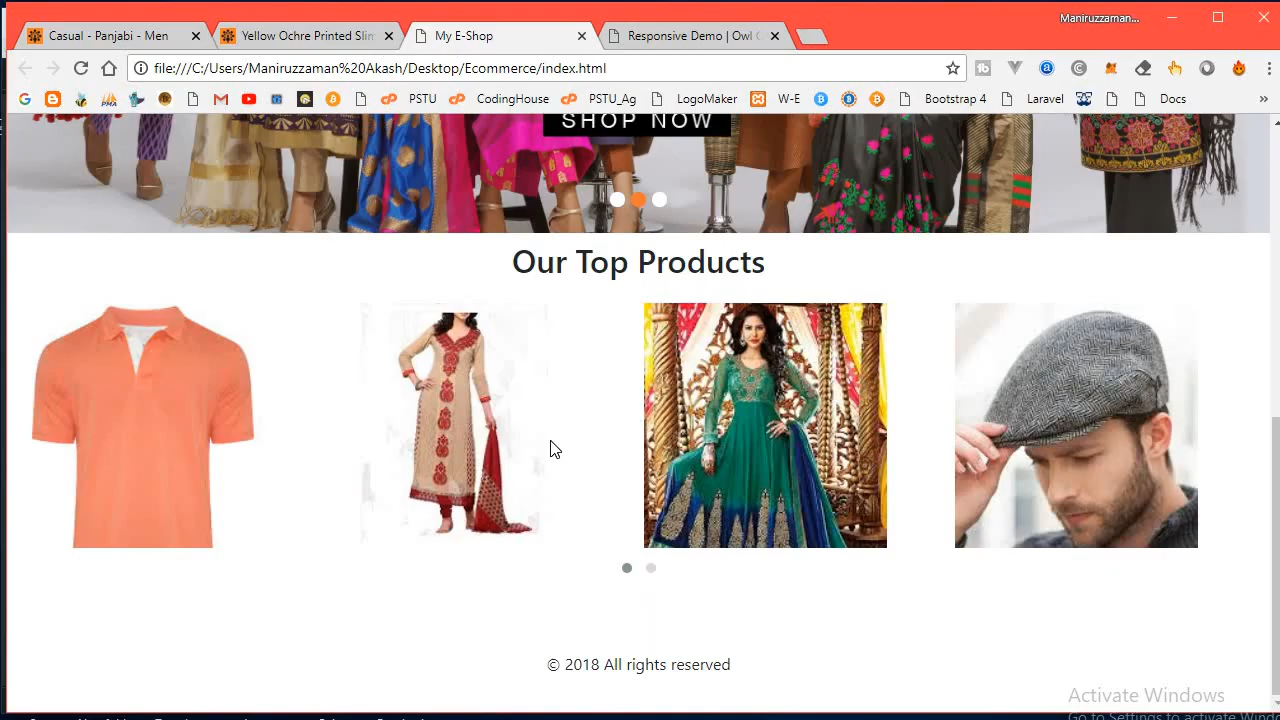 Maniruzzaman...
Casual - Panjabi - Men
Yellow Ochre Printed Slim
My E-Shop
Responsive Demo | Owl C
file:///C:/Users/Maniruzzaman%20Akash/Desktop/Ecommerce/index.html
PSTU
CodingHouse
PSTU_Ag
LogoMaker
W-E
Bootstrap 4
Laravel
Docs
»
SHOP NOW
Our Top Products
© 2018 All rights reserved
Activate Windows
Go to Settings to activate Wind